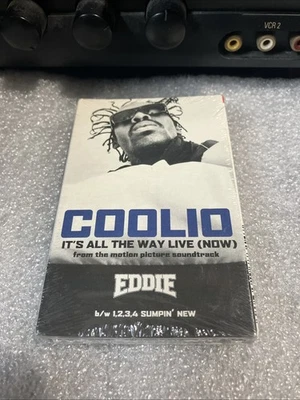 VCR 2
COOLIO
IT'S ALL THE WAY LIVE (NOW)
from the motion picture soundtrack
EDDIE
b/w 1,2,3,4 SUMPIN' NEW